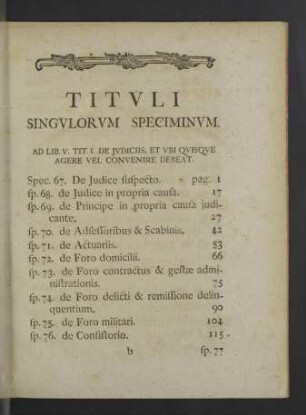 TITVLI
SINGVLORVM SPECIMINVM.
AD LIB. V. TIT. I. DE JVDICIIS, ET VBI QVISQVE
AGERE VEL CONVENIRE DEBEAT.
Spec. 67. De Judice ſuſpecto. - pag. 1
ſp. 68. de Judice in propria cauſa. 17
ſp. 69. de Principe in propria cauſa judi-
cante, 27
ſp. 70. de Adſeſſoribus & Scabinis, 42
ſp. 71. de Actuariis. 53
ſp. 72. de Foro domicilii. 66
ſp. 73. de Foro contractus & geſtæ admi-
niſtrationis. 75
ſp. 74. de Foro delicti & remiſſione delin-
quentium, 90
ſp. 75. de Foro militari. 104
ſp. 76. de Conſiſtorio. 115
b ſp. 77